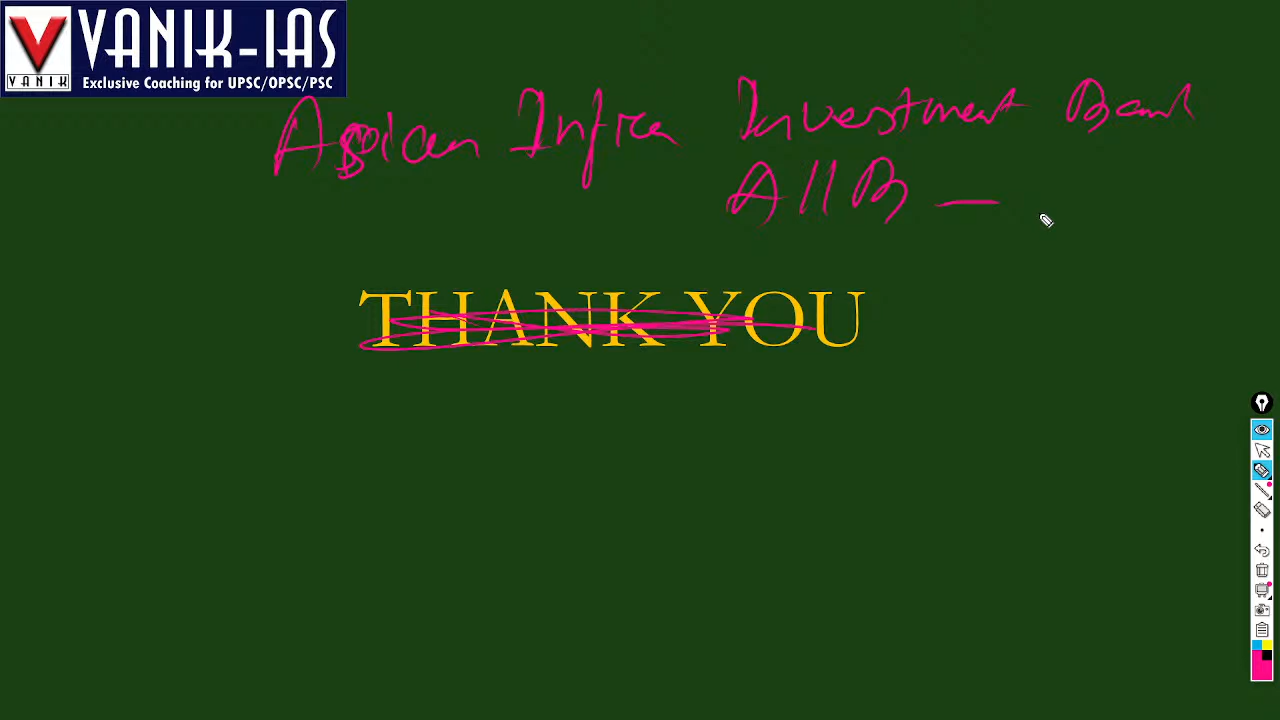 VANIK-IAS
VANIK
Exclusive Coaching for UPSC/OPSC/PSC
Asian Infra Investment Bank
AIIB —
THANK YOU